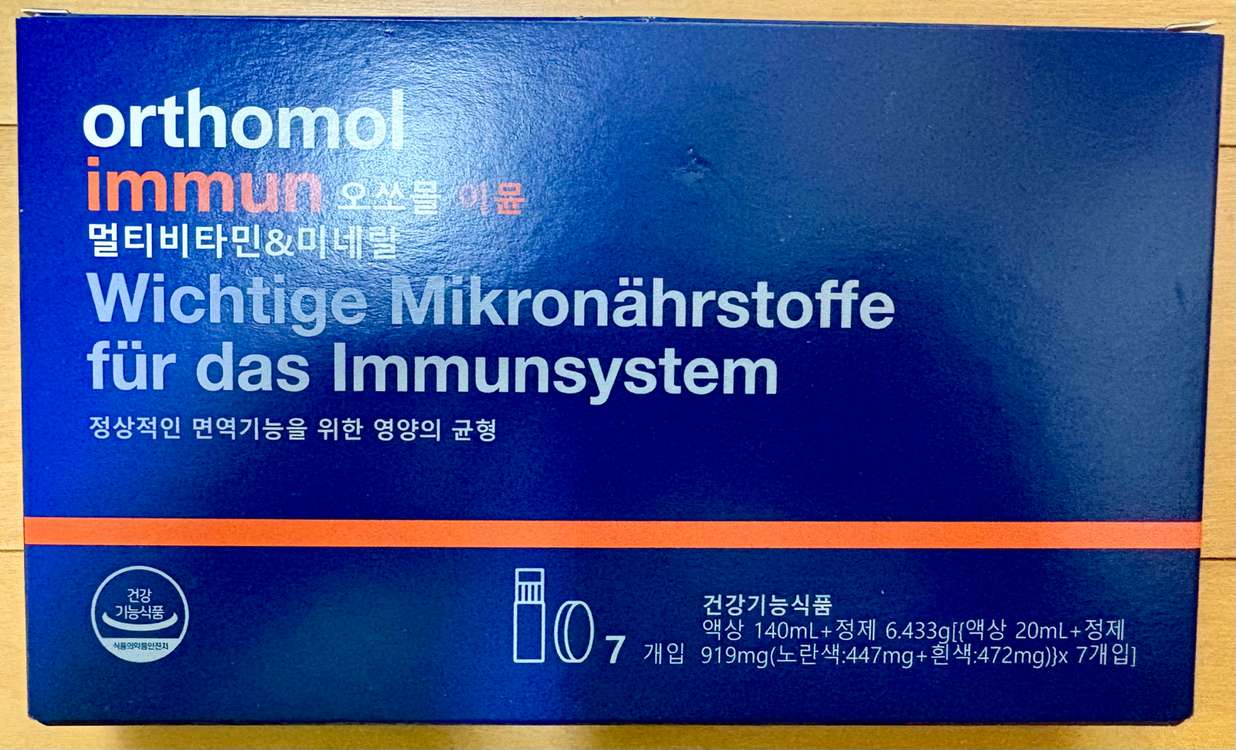 orthomol
immun 오쏘몰 이뮨
멀티비타민&미네랄
Wichtige Mikronährstoffe
für das Immunsystem
정상적인 면역기능을 위한 영양의 균형
건강
기능식품
식품의약품안전처
7 개입
건강기능식품
액상 140mL+정제 6.433g[{액상 20mL+정제
919mg(노란색:447mg+흰색:472mg)}x 7개입]